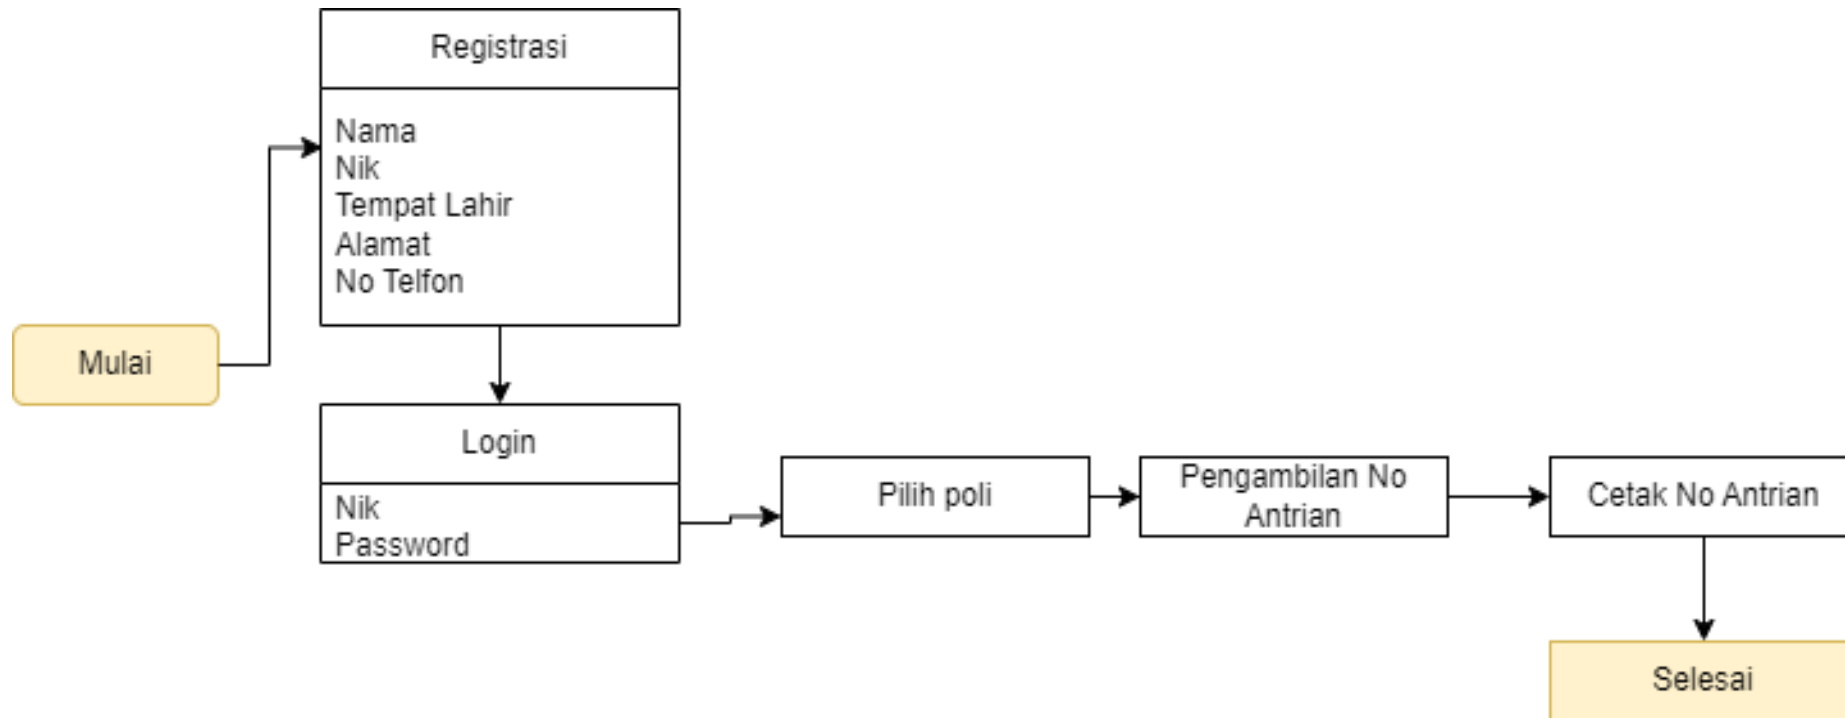 Mulai
Registrasi
Nama
Nik
Tempat Lahir
Alamat
No Telfon
Login
Nik
Password
Pilih poli
Pengambilan No
Antrian
Cetak No Antrian
Selesai